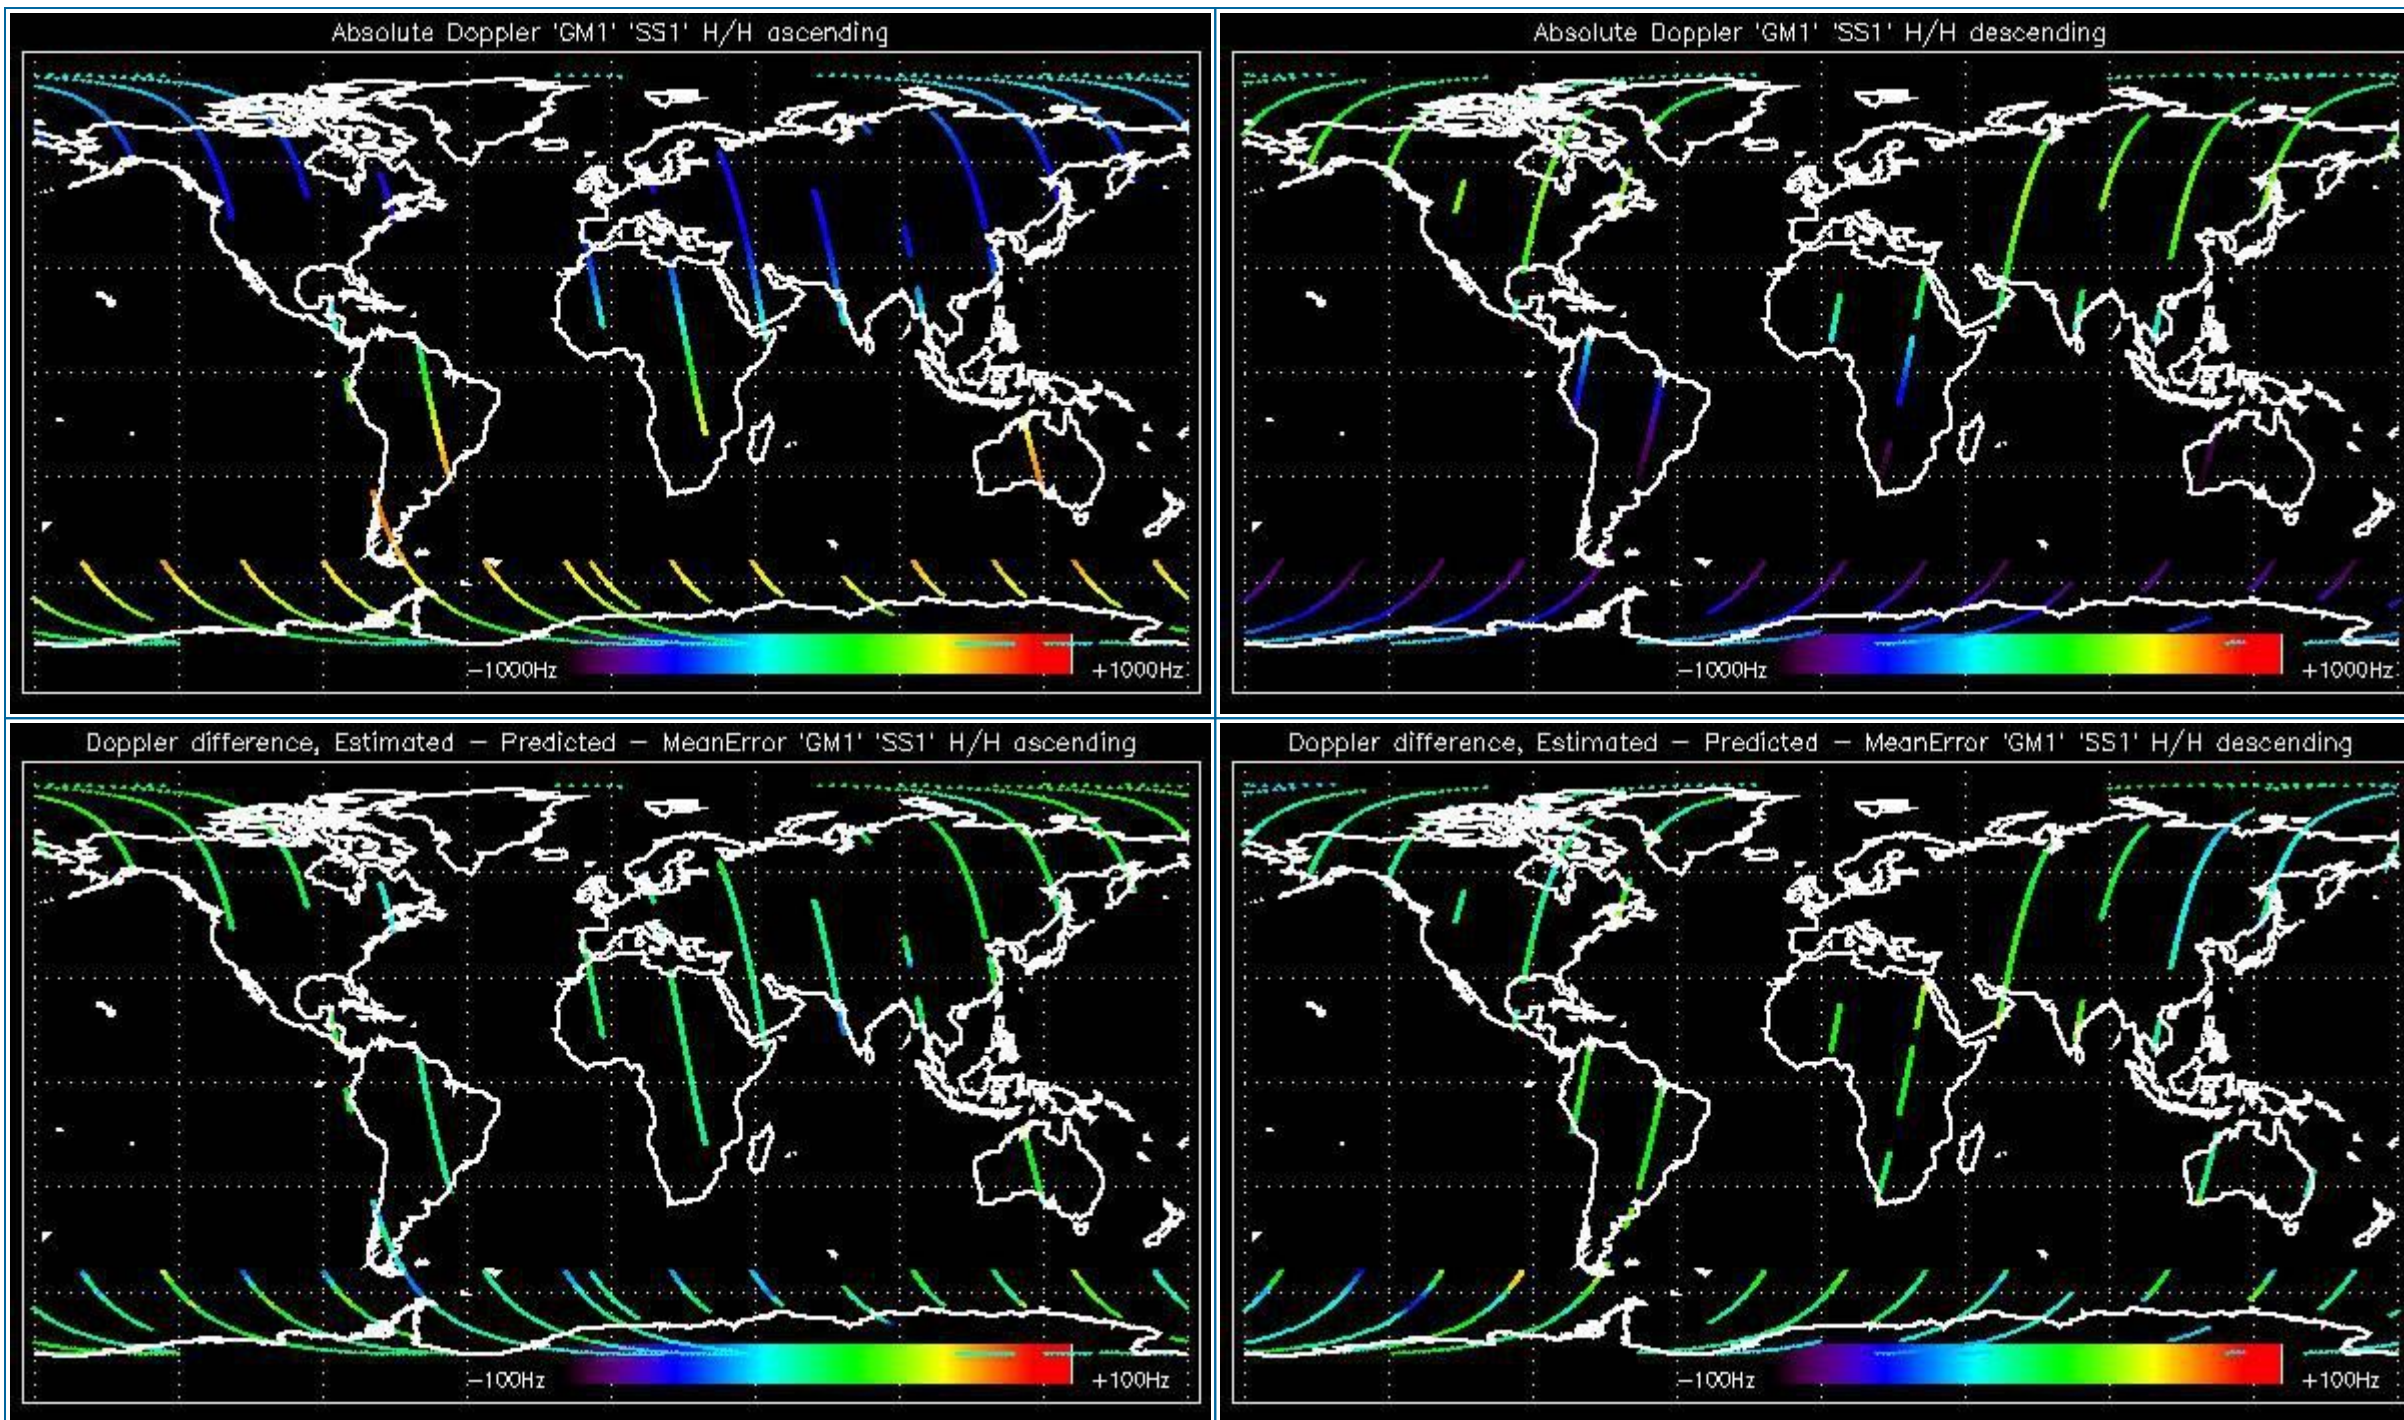 Absolute Doppler 'GM1' 'SS1' H/H ascending
−1000Hz
+1000Hz
Absolute Doppler 'GM1' 'SS1' H/H descending
−1000Hz
+1000Hz
Doppler difference, Estimated − Predicted − MeanError 'GM1' 'SS1' H/H ascending
−100Hz
+100Hz
Doppler difference, Estimated − Predicted − MeanError 'GM1' 'SS1' H/H descending
−100Hz
+100Hz